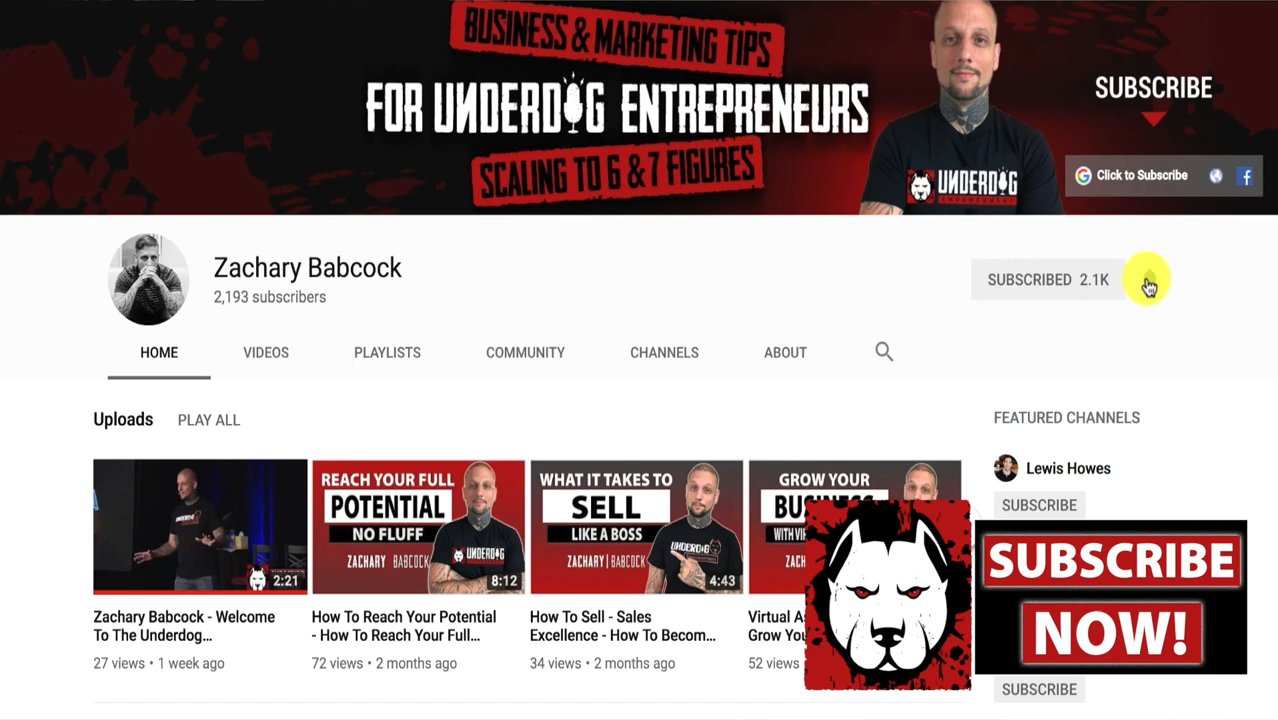 BUSINESS & MARKETING TIPS
FOR UNDERDOG ENTREPRENEURS
SCALING TO 6 & 7 FIGURES
SUBSCRIBE
UNDERDOG
EMPOWERMENT
Click to Subscribe
Zachary Babcock
2,193 subscribers
SUBSCRIBED 2.1K
HOME VIDEOS PLAYLISTS COMMUNITY CHANNELS ABOUT
Uploads PLAY ALL
FEATURED CHANNELS
Lewis Howes
SUBSCRIBE
2:21
REACH YOUR FULL
POTENTIAL
NO FLUFF
ZACHARY BABCOCK
UNDERDOG
8:12
WHAT IT TAKES TO
SELL
LIKE A BOSS
ZACHARY | BABCOCK
UNDERDOG
4:43
GROW YOUR
SUBSCRIBE
NOW!
Zachary Babcock - Welcome
To The Underdog...
27 views • 1 week ago
How To Reach Your Potential
- How To Reach Your Full...
72 views • 2 months ago
How To Sell - Sales
Excellence - How To Becom...
34 views • 2 months ago
Virtual
Grow
52 views
SUBSCRIBE